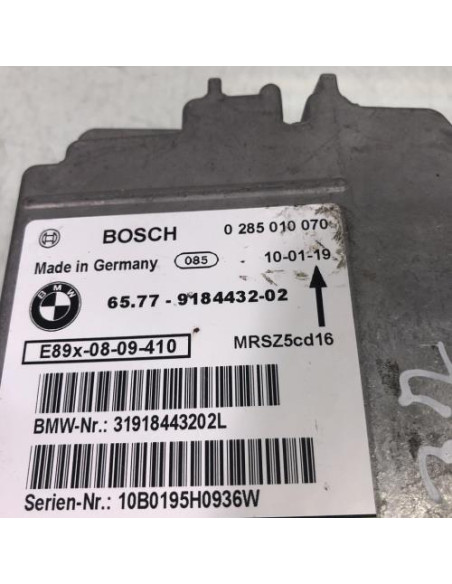 BOSCH 0 285 010 070
Made in Germany 085 10-01-19
BMW 65.77 - 9184432-02
E89x-08-09-410 MRSZ5cd16
BMW-Nr.: 31918443202L
Serien-Nr.: 10B0195H0936W